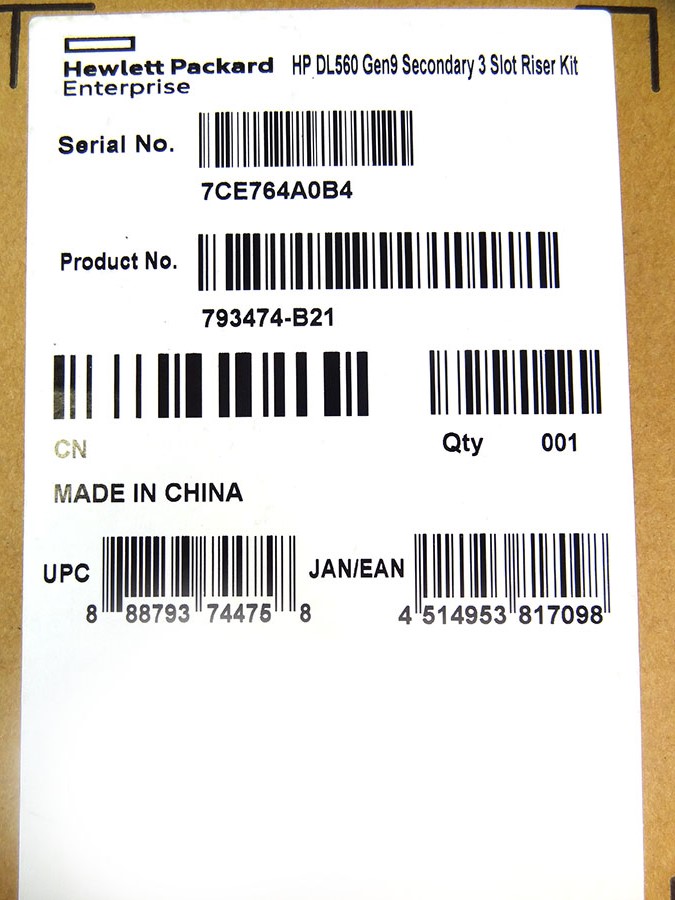 Hewlett Packard
Enterprise
HP DL560 Gen9 Secondary 3 Slot Riser Kit
Serial No.
7CE764A0B4
Product No.
793474-B21
CN
Qty 001
MADE IN CHINA
UPC
8 88793 74475 8
JAN/EAN
4 514953 817098